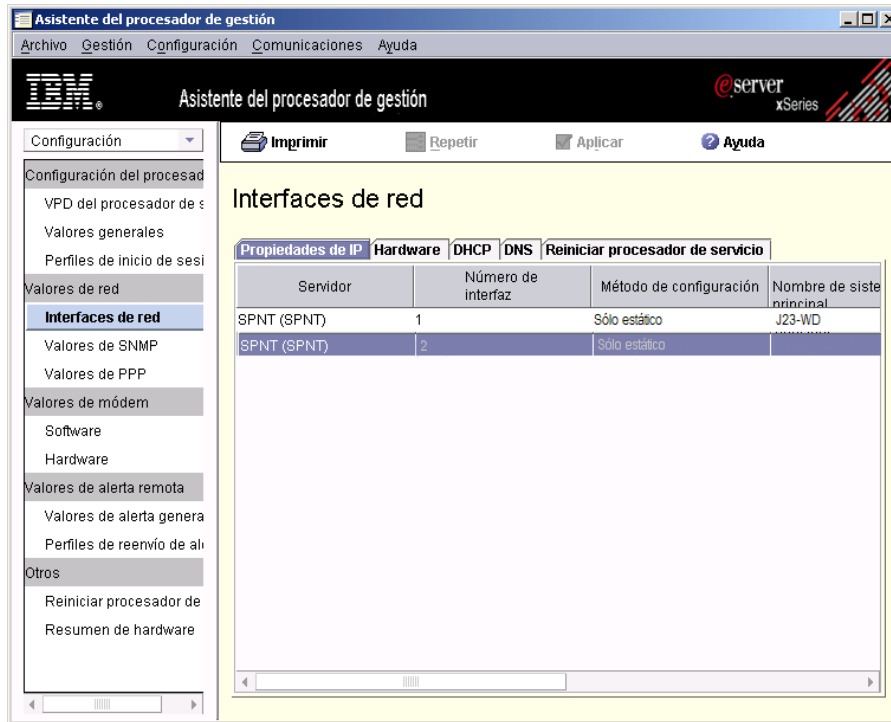 Asistente del procesador de gestión
Archivo Gestión Configuración Comunicaciones Ayuda
IBM® Asistente del procesador de gestión
eserver
xSeries
Configuración
Imprimir Repetir Aplicar Ayuda
Configuración del procesad
VPD del procesador de s
Valores generales
Perfiles de inicio de sesi
Valores de red
Interfaces de red
Valores de SNMP
Valores de PPP
Valores de módem
Software
Hardware
Valores de alerta remota
Valores de alerta genera
Perfiles de reenvío de al
Otros
Reiniciar procesador de
Resumen de hardware
Interfaces de red
Propiedades de IP Hardware DHCP DNS Reiniciar procesador de servicio
Servidor Número de interfaz Método de configuración Nombre de siste principal
SPNT (SPNT) 1 Sólo estático J23-WD
SPNT (SPNT) 2 Sólo estático